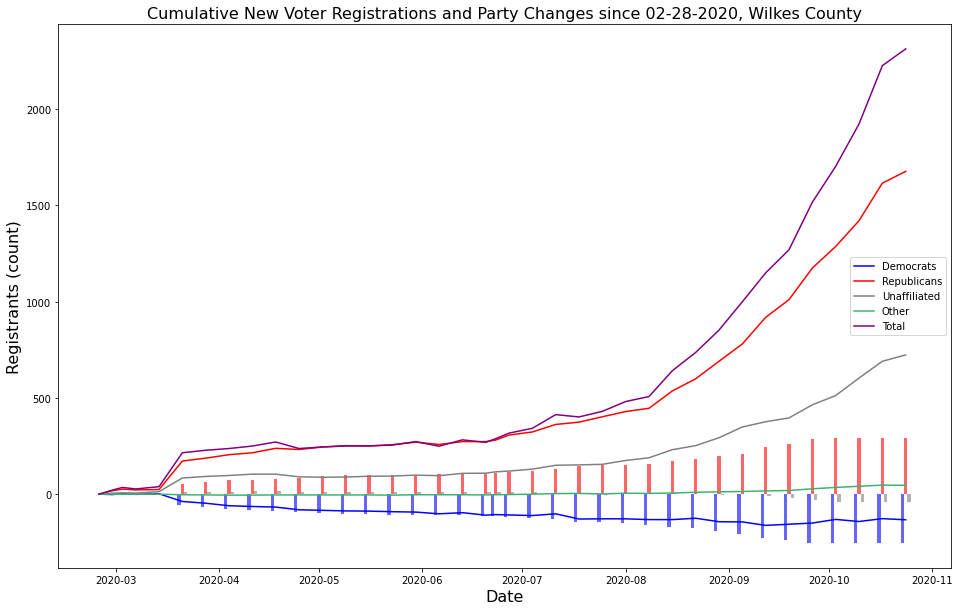 Cumulative New Voter Registrations and Party Changes since 02-28-2020, Wilkes County
Registrants (count)
2000
1500
1000
500
0
Democrats
Republicans
Unaffiliated
Other
Total
2020-03
2020-04
2020-05
2020-06
2020-07
2020-08
2020-09
2020-10
2020-11
Date